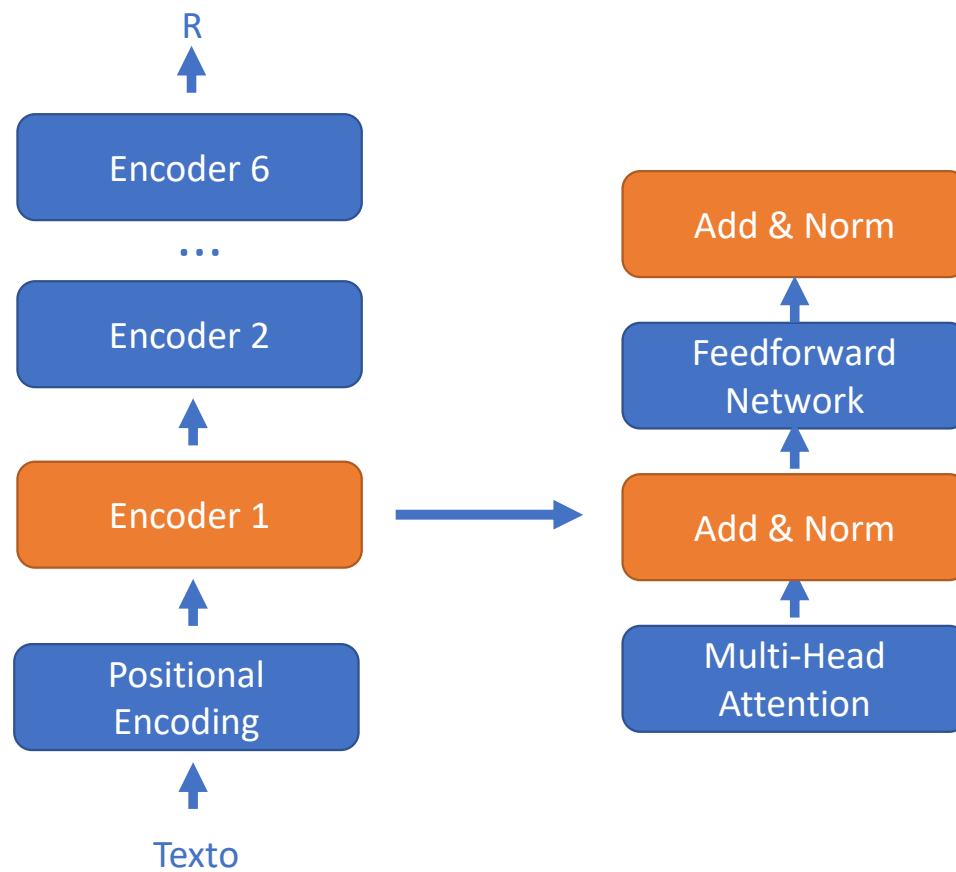 R
Encoder 6
...
Encoder 2
Encoder 1
Positional
Encoding
Texto
Add & Norm
Feedforward
Network
Add & Norm
Multi-Head
Attention